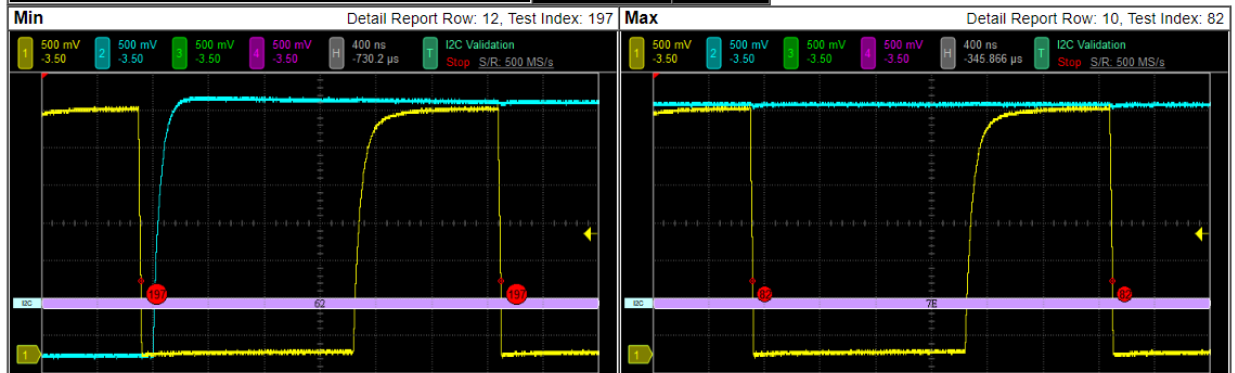 Min Detail Report Row: 12, Test Index: 197
1 500 mV -3.50 2 500 mV -3.50 3 500 mV -3.50 4 500 mV -3.50 H 400 ns -730.2 µs T I2C Validation Stop S/R: 500 MS/s
197 197
I2C 62
1
Max Detail Report Row: 10, Test Index: 82
1 500 mV -3.50 2 500 mV -3.50 3 500 mV -3.50 4 500 mV -3.50 H 400 ns -345.866 µs T I2C Validation Stop S/R: 500 MS/s
82 82
I2C 7E
1